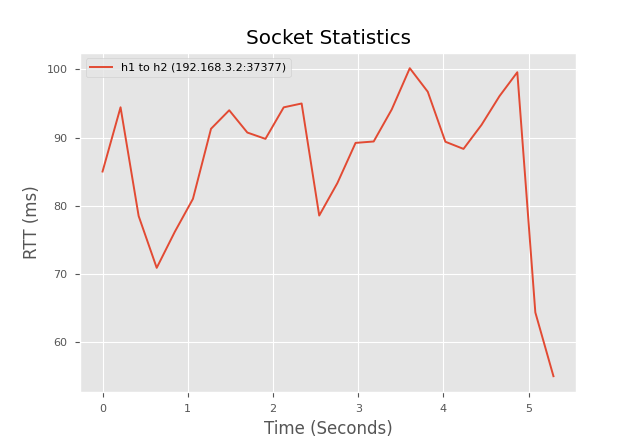 Socket Statistics
h1 to h2 (192.168.3.2:37377)
100
90
80
70
60
RTT (ms)
0 1 2 3 4 5
Time (Seconds)